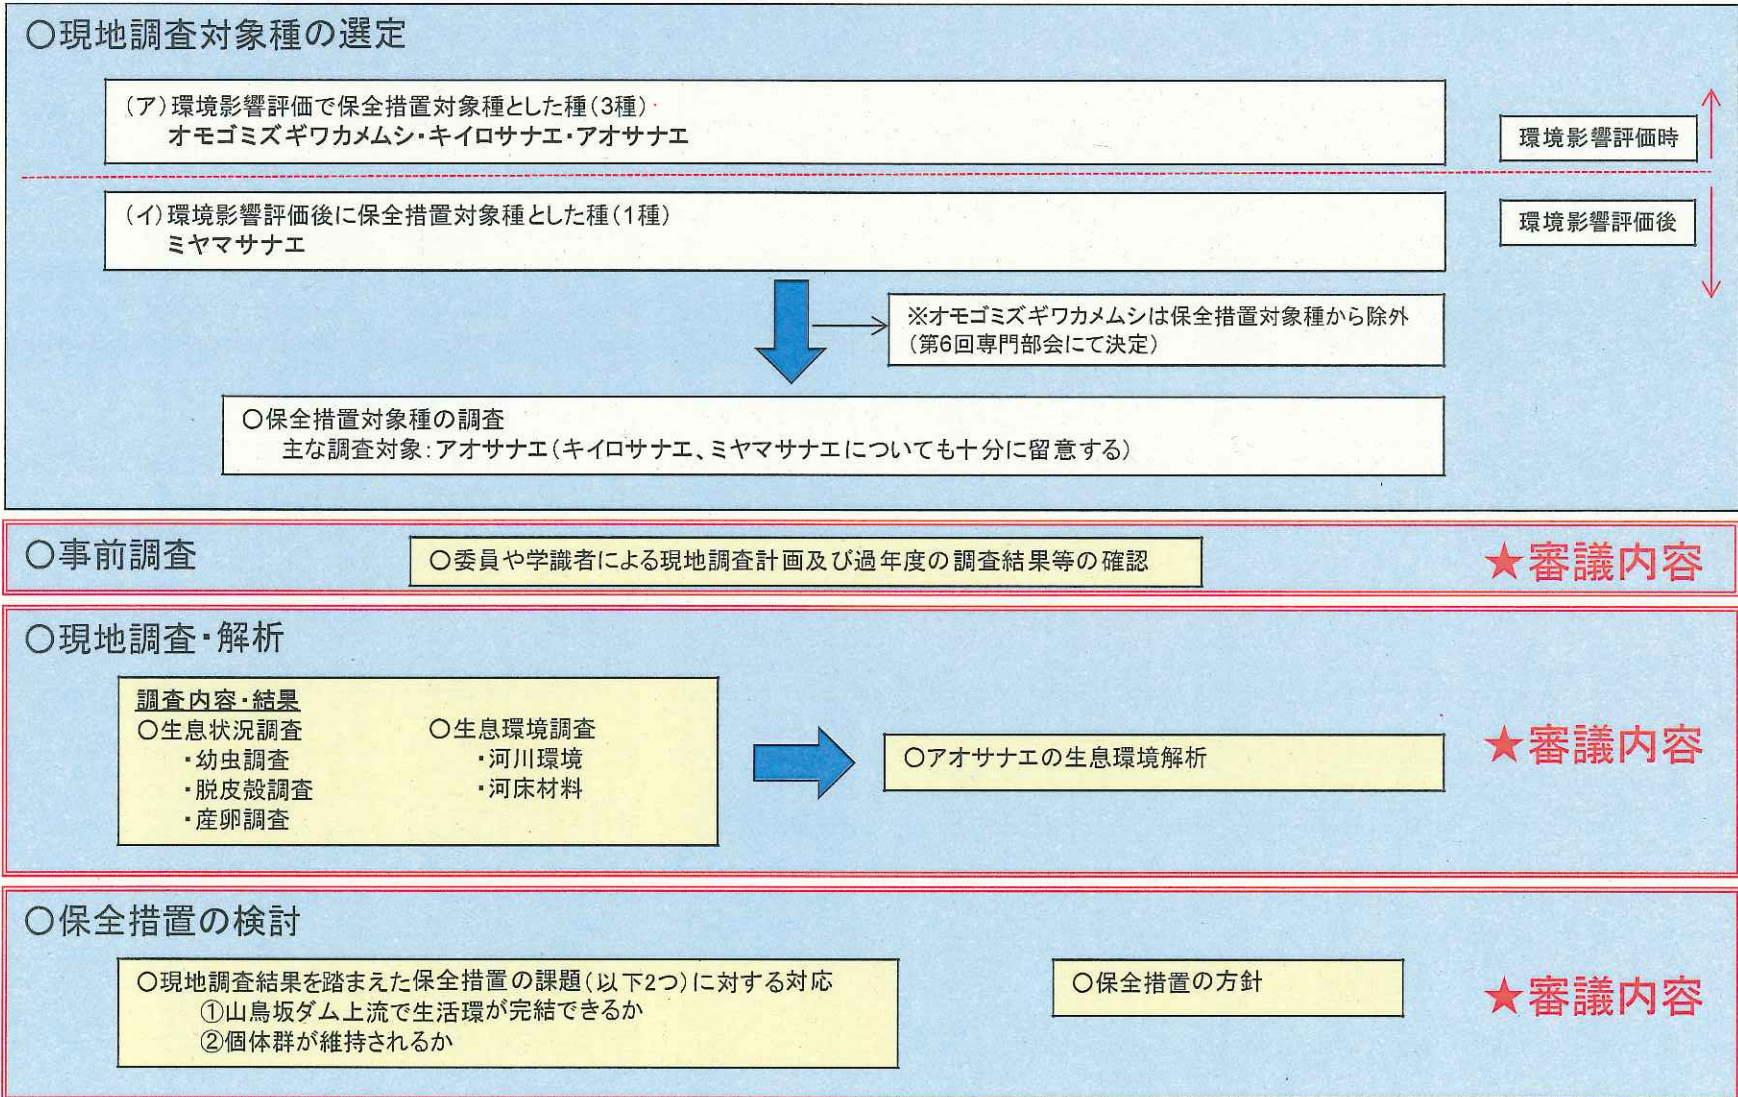 ○現地調査対象種の選定
(ア)環境影響評価で保全措置対象種とした種(3種)
オモゴミズギワカメムシ・キイロサナエ・アオサナエ
環境影響評価時
(イ)環境影響評価後に保全措置対象種とした種(1種)
ミヤマサナエ
環境影響評価後
※オモゴミズギワカメムシは保全措置対象種から除外
(第6回専門部会にて決定)
○保全措置対象種の調査
主な調査対象:アオサナエ(キイロサナエ、ミヤマサナエについても十分に留意する)
○事前調査
○委員や学識者による現地調査計画及び過年度の調査結果等の確認
★審議内容
○現地調査・解析
調査内容・結果
○生息状況調査
・幼虫調査
・脱皮殻調査
・産卵調査
○生息環境調査
・河川環境
・河床材料
○アオサナエの生息環境解析
★審議内容
○保全措置の検討
○現地調査結果を踏まえた保全措置の課題(以下2つ)に対する対応
①山鳥坂ダム上流で生活環が完結できるか
②個体群が維持されるか
○保全措置の方針
★審議内容